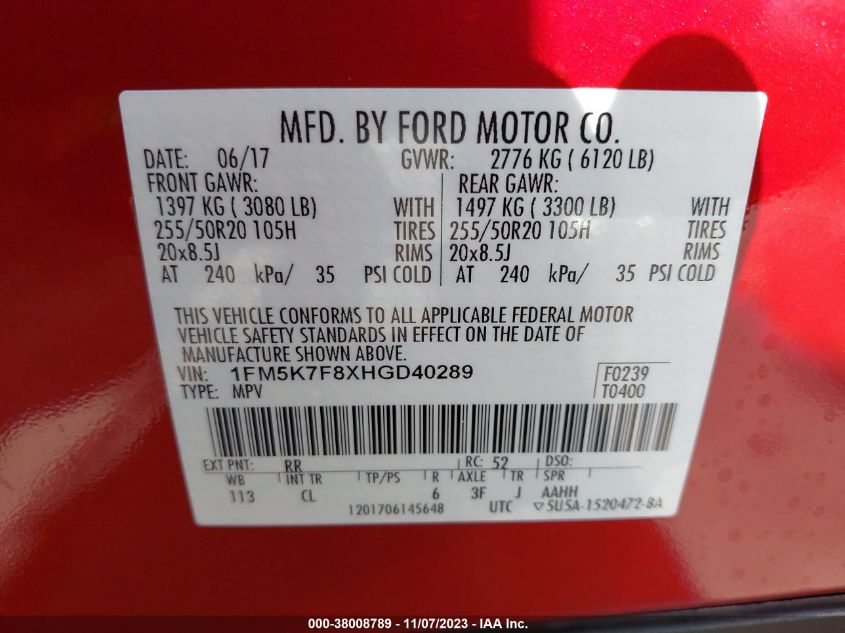 MFD. BY FORD MOTOR CO.
DATE: 06/17 GVWR: 2776 KG ( 6120 LB)
FRONT GAWR: REAR GAWR:
1397 KG ( 3080 LB) WITH 1497 KG ( 3300 LB) WITH
255/50R20 105H TIRES 255/50R20 105H TIRES
20x8.5J RIMS 20x8.5J RIMS
AT 240 kPa/ 35 PSI COLD AT 240 kPa/ 35 PSI COLD
THIS VEHICLE CONFORMS TO ALL APPLICABLE FEDERAL MOTOR
VEHICLE SAFETY STANDARDS IN EFFECT ON THE DATE OF
MANUFACTURE SHOWN ABOVE.
VIN: 1FM5K7F8XHGD40289 F0239
TYPE: MPV T0400
EXT PNT: RR RC: 52 DSO:
WB INT TR TP/PS R AXLE TR SPR
113 CL 6 3F J AAHH
1201706145648 UTC ▽5U5A-1520472-BA
000-38008789 - 11/07/2023 - IAA Inc.